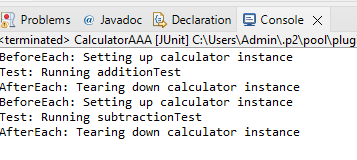 Problems @ Javadoc Declaration Console
<terminated> CalculatorAAA [JUnit] C:\Users\Admin\.p2\pool\plug
BeforeEach: Setting up calculator instance
Test: Running additionTest
AfterEach: Tearing down calculator instance
BeforeEach: Setting up calculator instance
Test: Running subtractionTest
AfterEach: Tearing down calculator instance